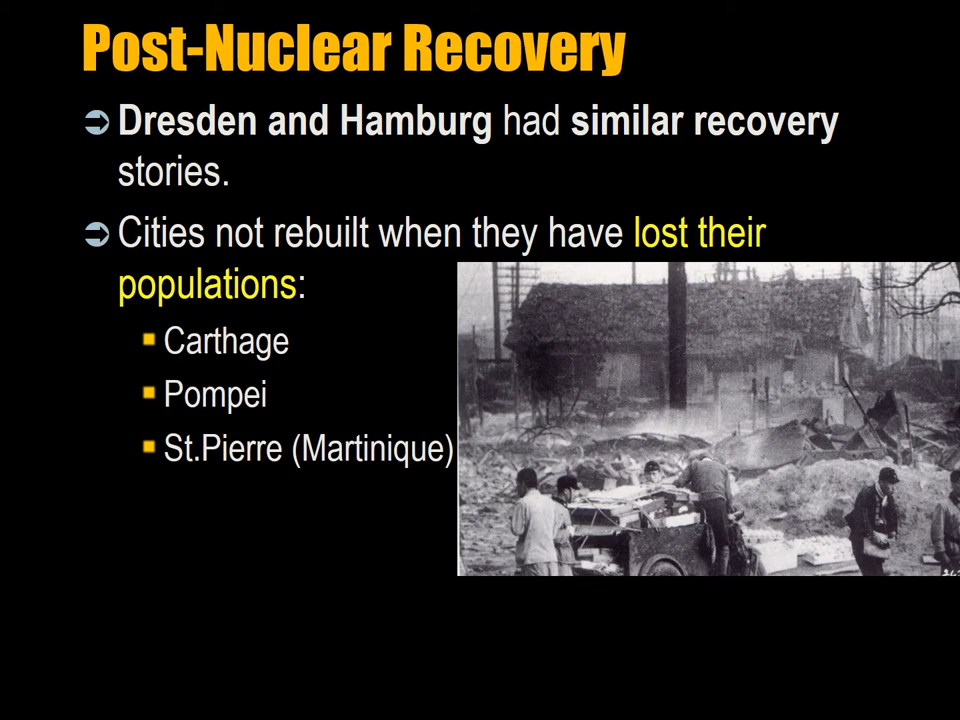 Post-Nuclear Recovery
Dresden and Hamburg had similar recovery
stories.
Cities not rebuilt when they have lost their
populations:
Carthage
Pompei
St.Pierre (Martinique)